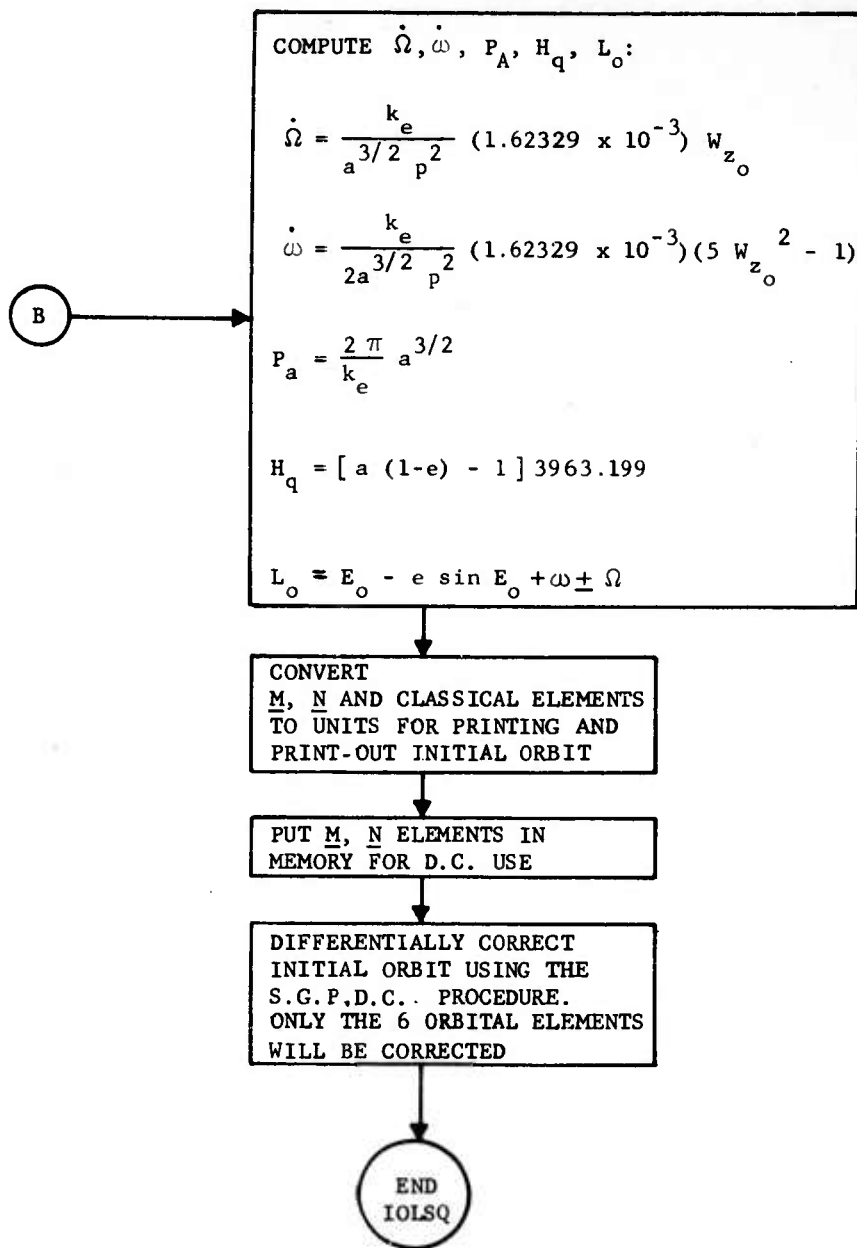 COMPUTE Ω̇, ω̇, P_A, H_q, L_o:
Ω̇ = k_e / (a^{3/2} p^2) (1.62329 x 10^{-3}) W_{z_o}
ω̇ = k_e / (2a^{3/2} p^2) (1.62329 x 10^{-3})(5 W_{z_o}^2 - 1)
B
P_a = (2 π / k_e) a^{3/2}
H_q = [ a (1-e) - 1 ] 3963.199
L_o = E_o - e sin E_o + ω ± Ω
CONVERT
M, N AND CLASSICAL ELEMENTS
TO UNITS FOR PRINTING AND
PRINT-OUT INITIAL ORBIT
PUT M, N ELEMENTS IN
MEMORY FOR D.C. USE
DIFFERENTIALLY CORRECT
INITIAL ORBIT USING THE
S.G.P.D.C. PROCEDURE.
ONLY THE 6 ORBITAL ELEMENTS
WILL BE CORRECTED
END
IOLSQ